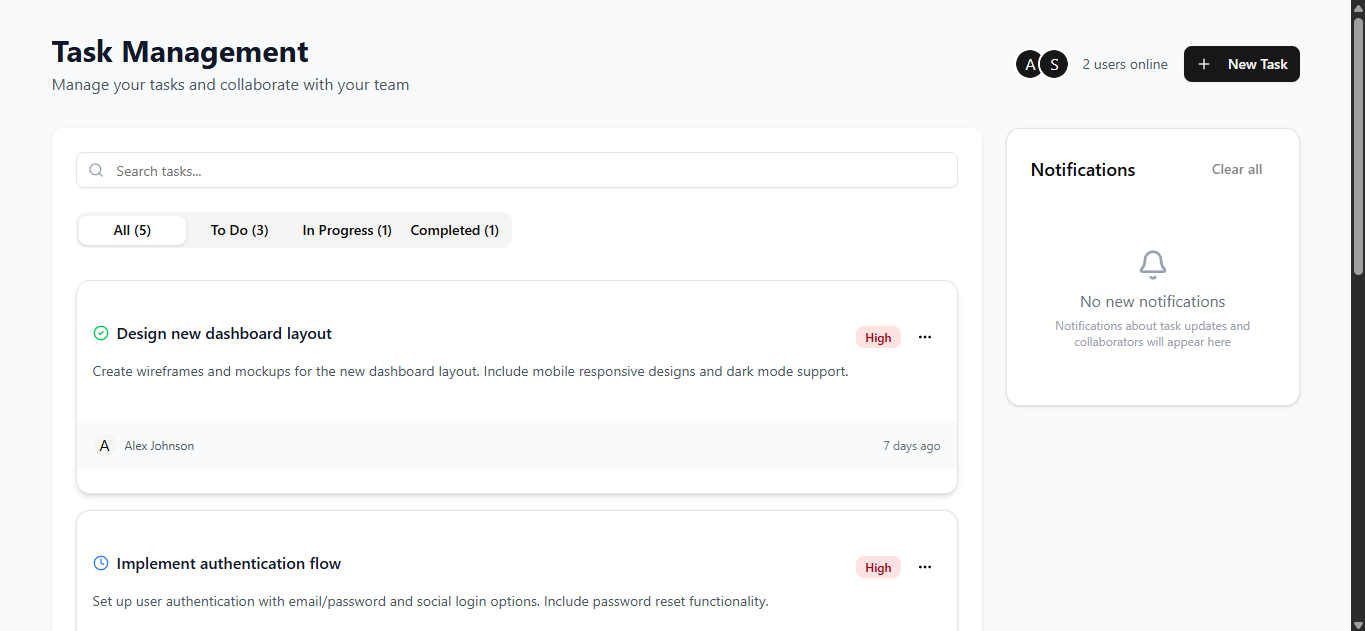 Task Management
Manage your tasks and collaborate with your team
A S 2 users online + New Task
Search tasks...
All (5) To Do (3) In Progress (1) Completed (1)
Notifications Clear all
No new notifications
Notifications about task updates and
collaborators will appear here
Design new dashboard layout High ...
Create wireframes and mockups for the new dashboard layout. Include mobile responsive designs and dark mode support.
A Alex Johnson 7 days ago
Implement authentication flow High ...
Set up user authentication with email/password and social login options. Include password reset functionality.